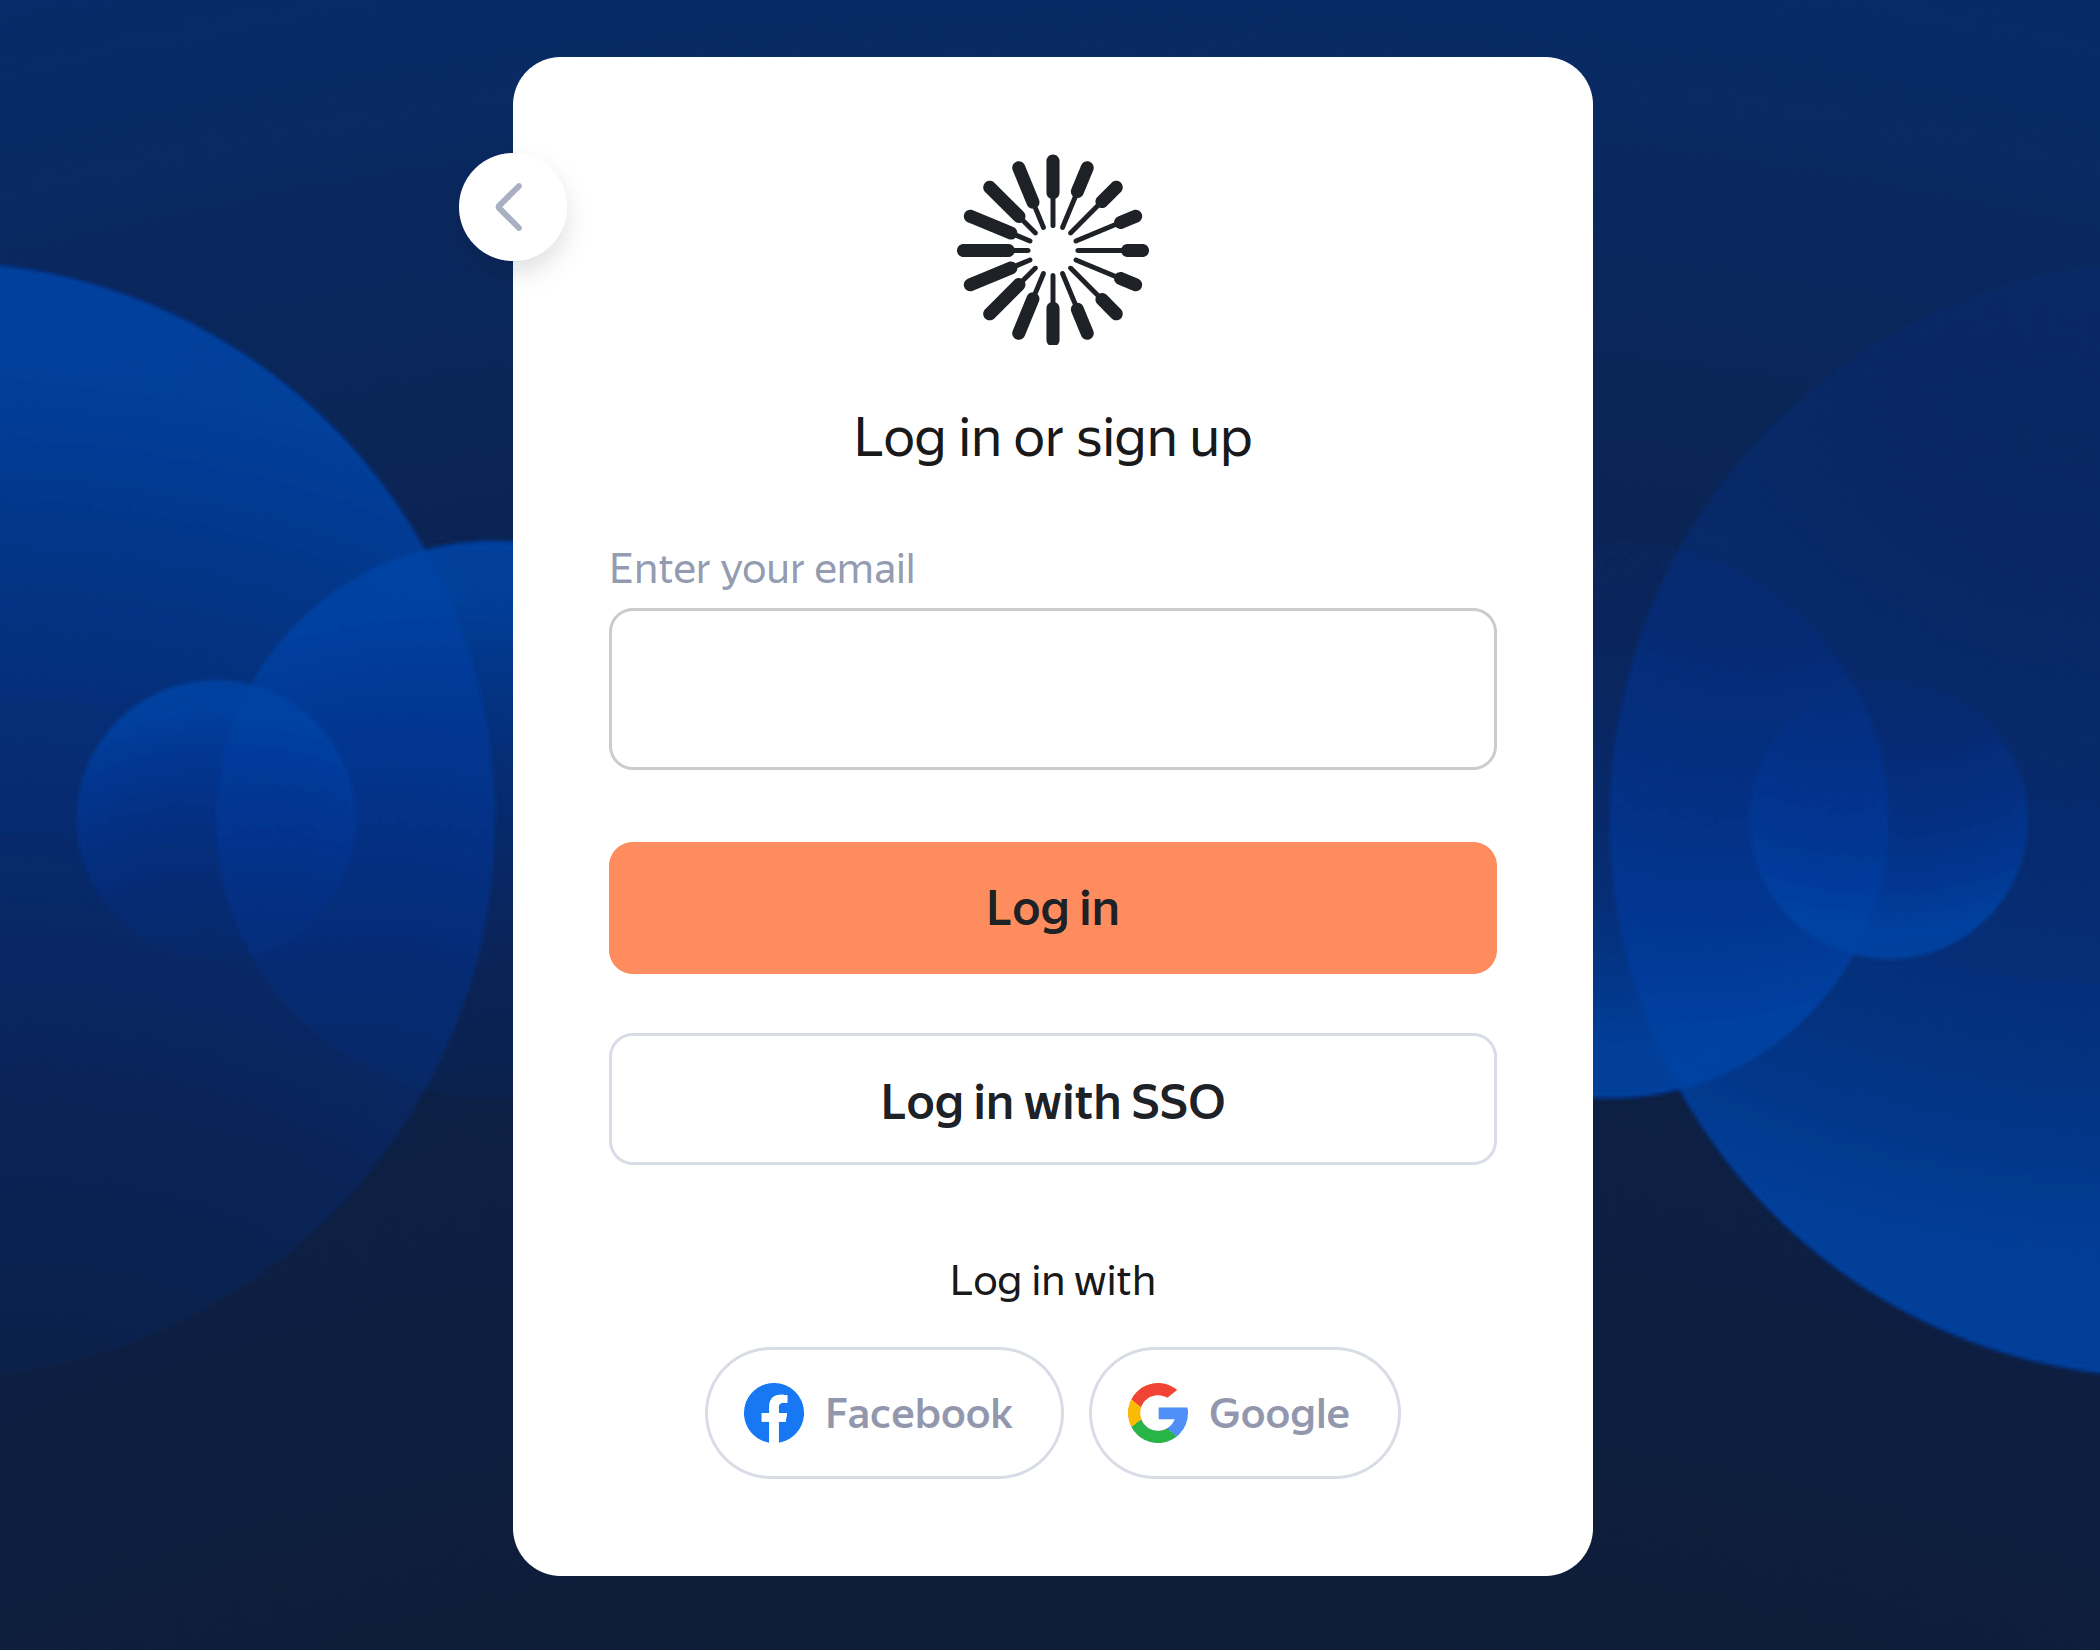 Log in or sign up
Enter your email
Log in
Log in with SSO
Log in with
Facebook
Google